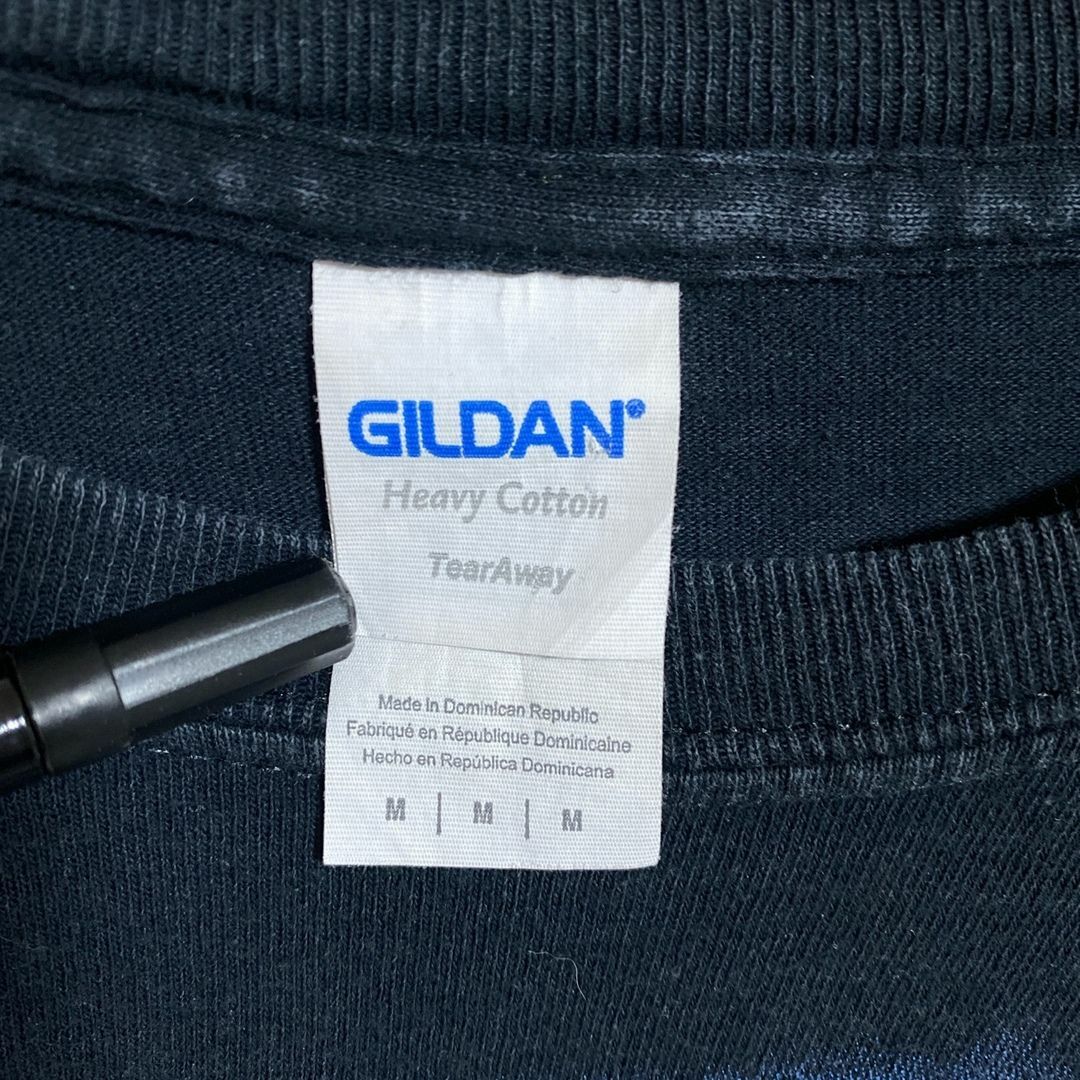 GILDAN®
Heavy Cotton
TearAway
Made in Dominican Republic
Fabriqué en République Dominicaine
Hecho en República Dominicana
M | M | M